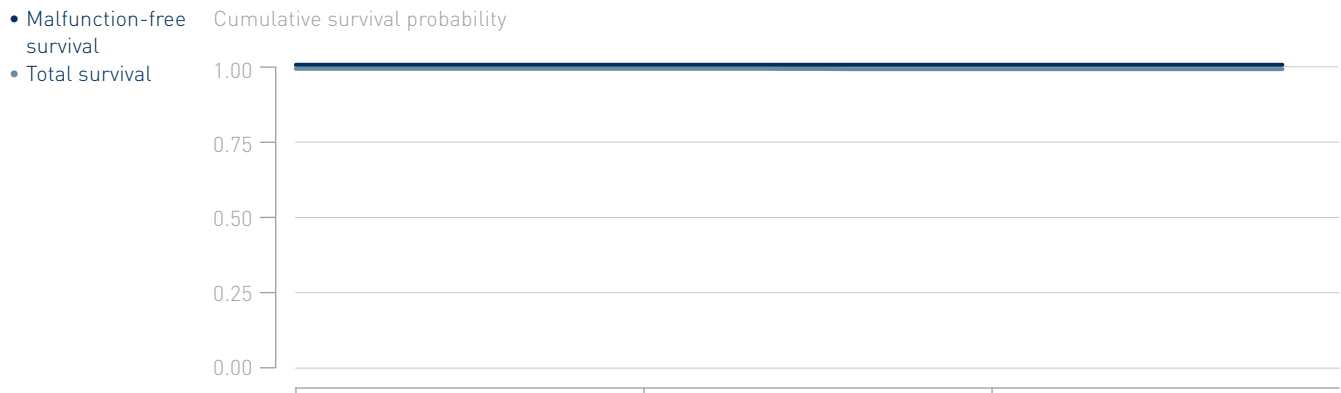 • Malfunction-free
survival
• Total survival
Cumulative survival probability
1.00
0.75
0.50
0.25
0.00